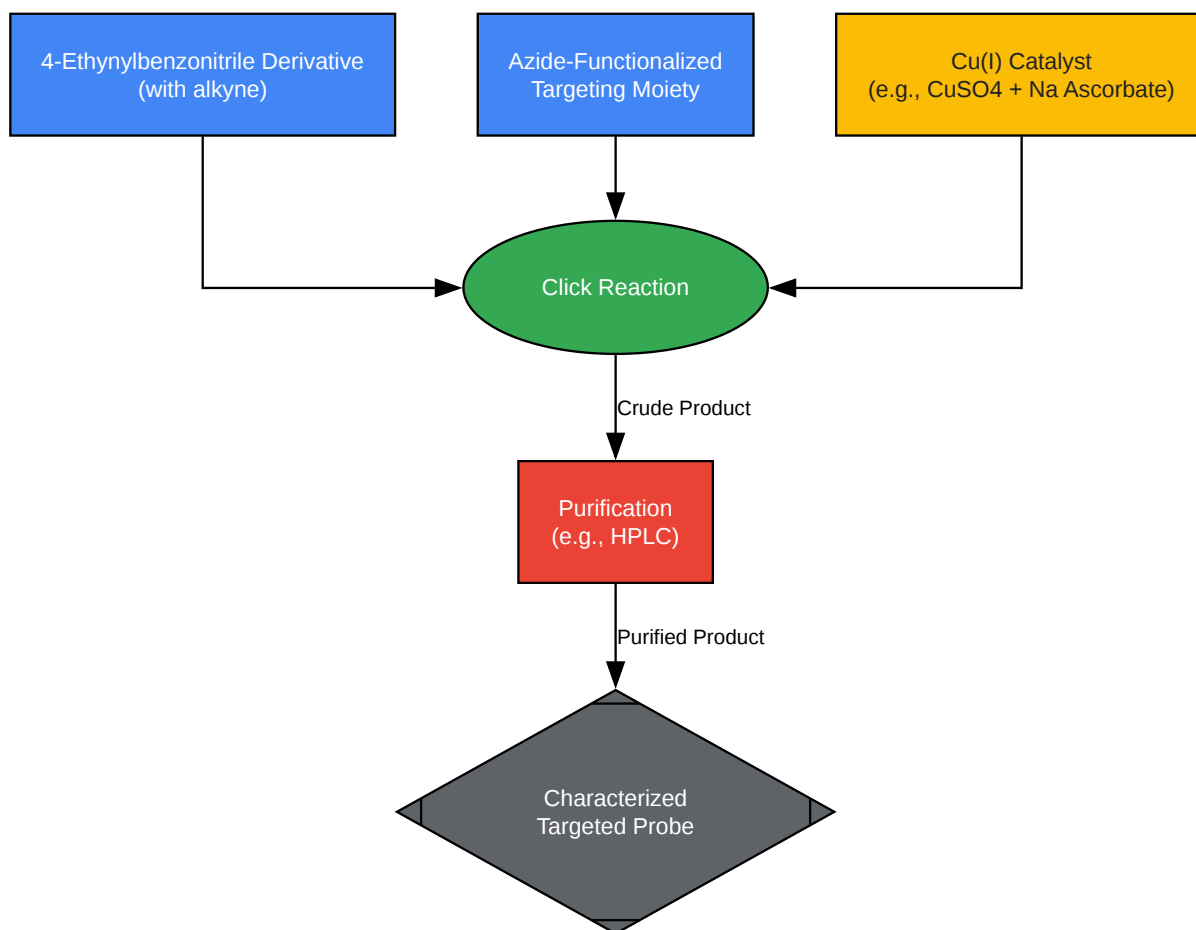 4-Ethynylbenzonitrile Derivative
(with alkyne)
Azide-Functionalized
Targeting Moiety
Cu(I) Catalyst
(e.g., CuSO4 + Na Ascorbate)
Click Reaction
Crude Product
Purification
(e.g., HPLC)
Purified Product
Characterized
Targeted Probe